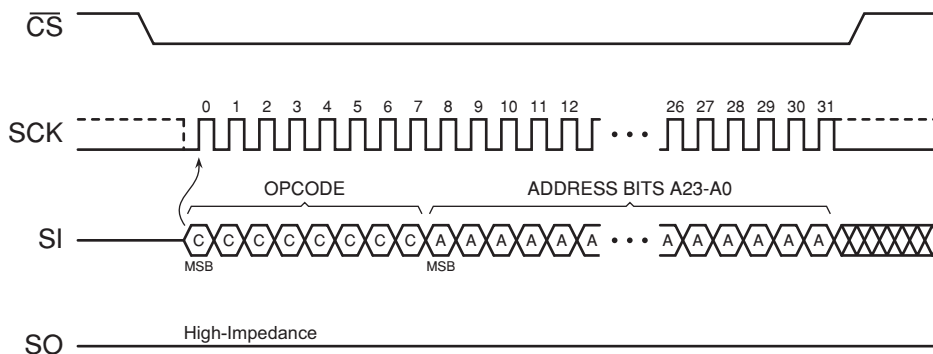 CS
0 1 2 3 4 5 6 7 8 9 10 11 12 26 27 28 29 30 31
SCK
OPCODE ADDRESS BITS A23-A0
SI C C C C C C C C A A A A A A A A A A A A
MSB MSB
High-Impedance
SO